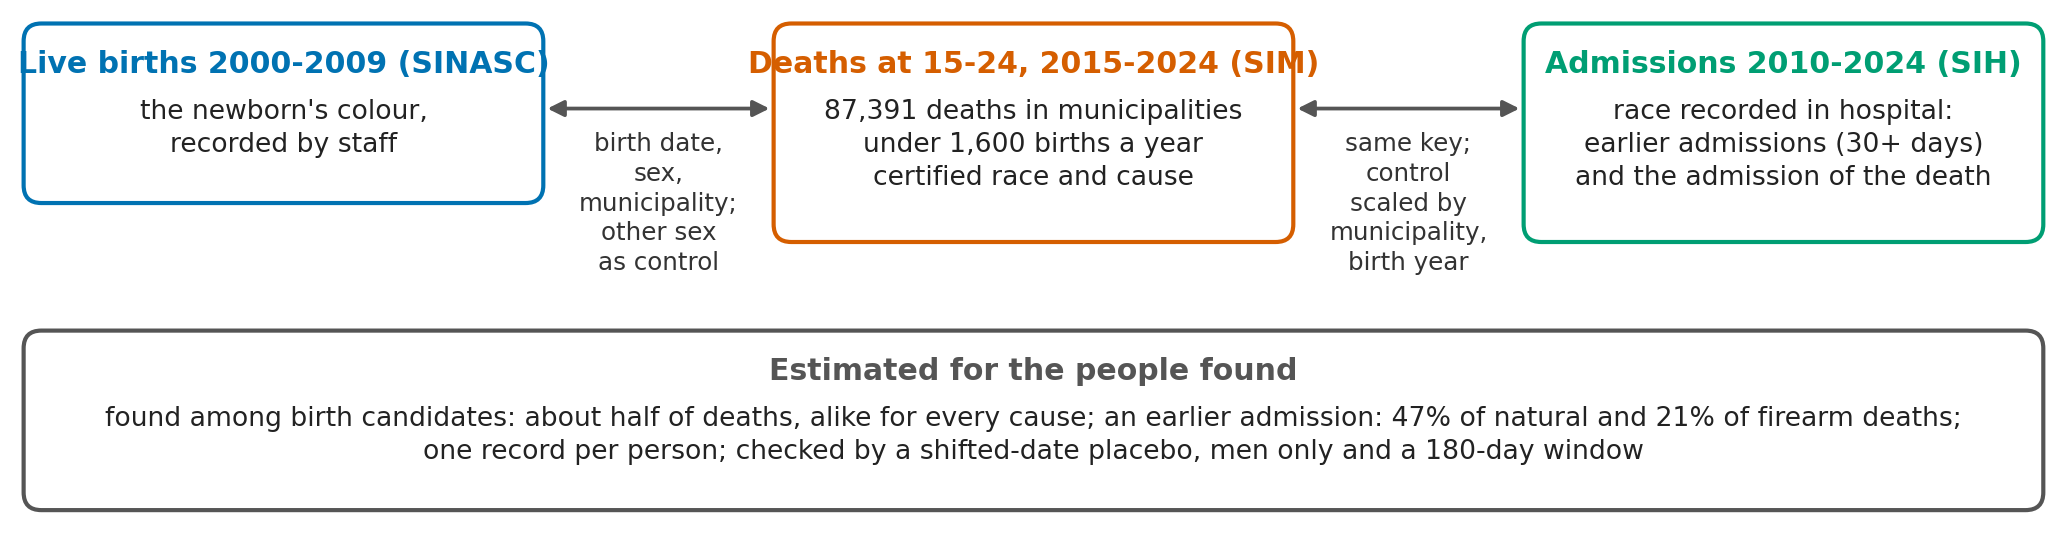 Live births 2000-2009 (SINASC)
the newborn's colour,
recorded by staff
birth date,
sex,
municipality;
other sex
as control
Deaths at 15-24, 2015-2024 (SIM)
87,391 deaths in municipalities
under 1,600 births a year
certified race and cause
same key;
control
scaled by
municipality,
birth year
Admissions 2010-2024 (SIH)
race recorded in hospital:
earlier admissions (30+ days)
and the admission of the death
Estimated for the people found
found among birth candidates: about half of deaths, alike for every cause; an earlier admission: 47% of natural and 21% of firearm deaths;
one record per person; checked by a shifted-date placebo, men only and a 180-day window